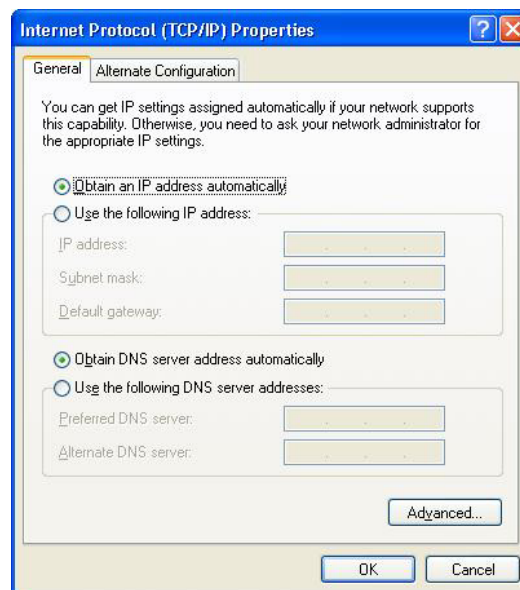 Internet Protocol (TCP/IP) Properties
General Alternate Configuration
You can get IP settings assigned automatically if your network supports
this capability. Otherwise, you need to ask your network administrator for
the appropriate IP settings.
Obtain an IP address automatically
Use the following IP address:
IP address:
Subnet mask:
Default gateway:
Obtain DNS server address automatically
Use the following DNS server addresses:
Preferred DNS server:
Alternate DNS server:
Advanced...
OK Cancel